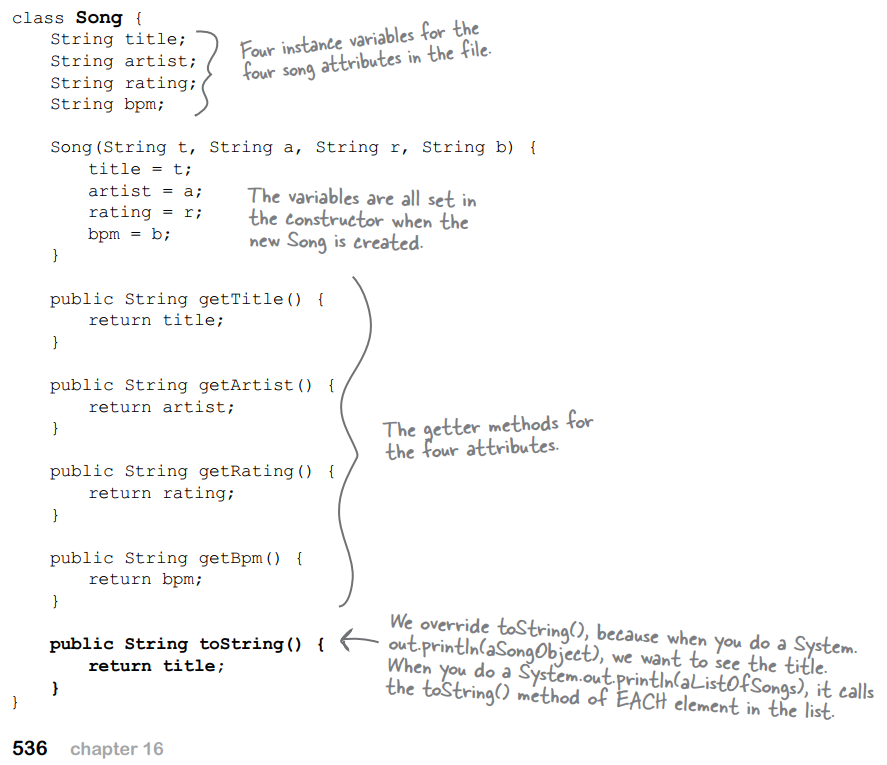 class Song {
String title;
String artist;
String rating;
String bpm;
Four instance variables for the
four song attributes in the file.
Song(String t, String a, String r, String b) {
title = t;
artist = a;
rating = r;
bpm = b;
}
The variables are all set in
the constructor when the
new Song is created.
public String getTitle() {
return title;
}
public String getArtist() {
return artist;
}
public String getRating() {
return rating;
}
public String getBpm() {
return bpm;
}
The getter methods for
the four attributes.
public String toString() {
return title;
}
}
We override toString(), because when you do a System.
out.println(aSongObject), we want to see the title.
When you do a System.out.println(aListOfSongs), it calls
the toString() method of EACH element in the list.
536 chapter 16